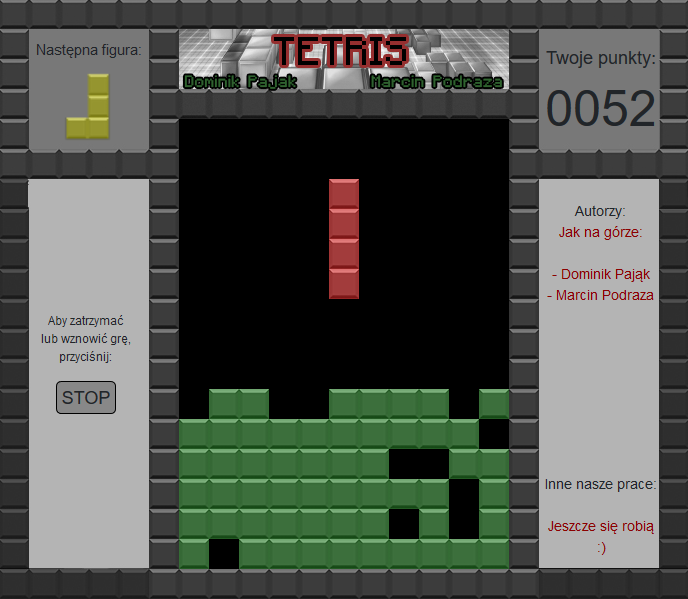 Następna figura:
TETRIS
Dominik Pająk
Marcin Podraza
Twoje punkty:
0052
Aby zatrzymać
lub wznowić grę,
przyciśnij:
STOP
Autorzy:
Jak na górze:
- Dominik Pająk
- Marcin Podraza
Inne nasze prace:
Jeszcze się robią
:)